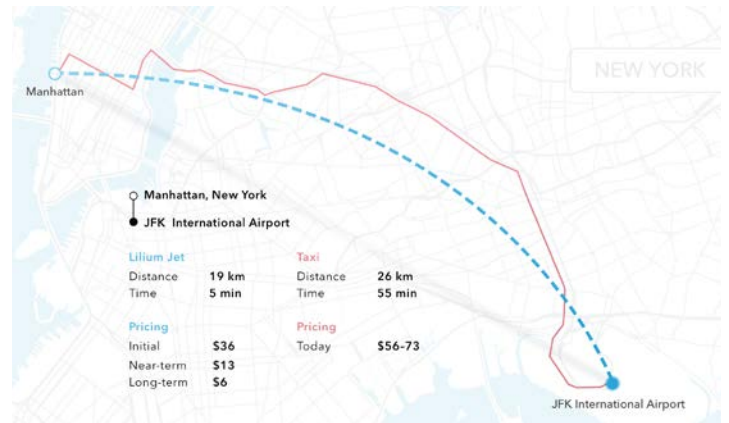 NEW YORK
Manhattan
Manhattan, New York
JFK International Airport
Lilium Jet Taxi
Distance 19 km Distance 26 km
Time 5 min Time 55 min
Pricing Pricing
Initial $36 Today $56-73
Near-term $13
Long-term $6
JFK International Airport